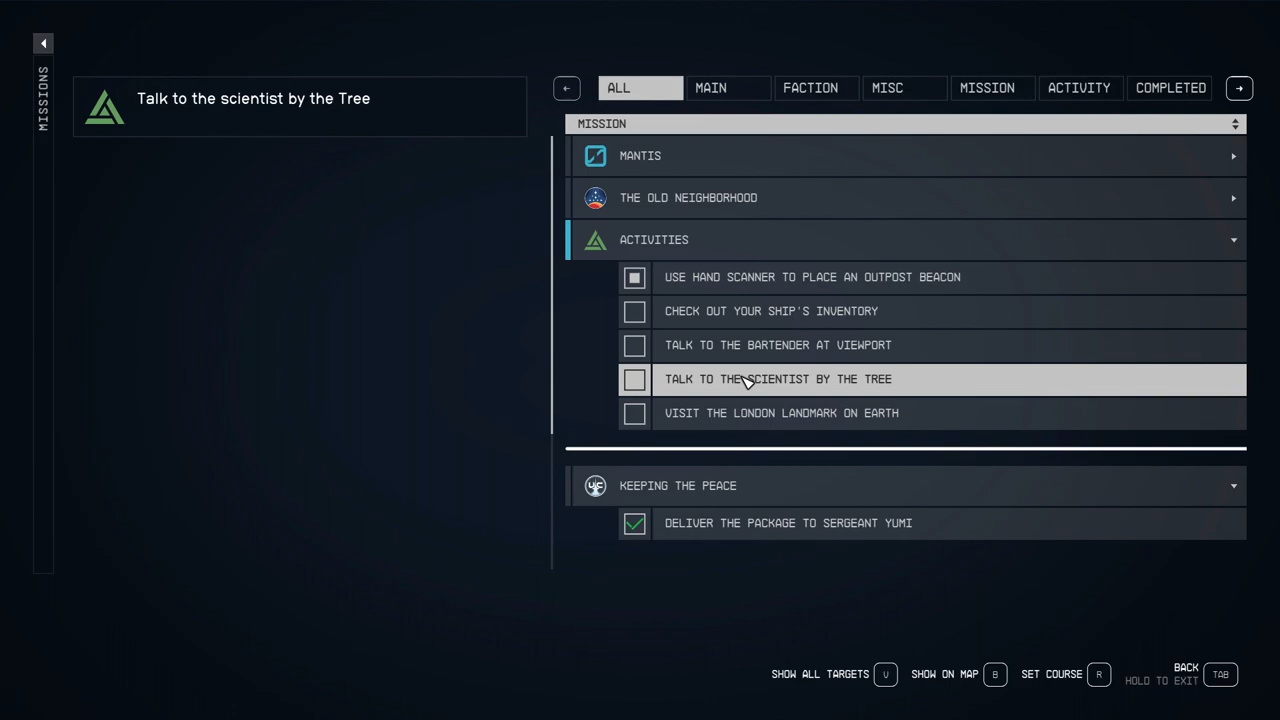 MISSIONS
Talk to the scientist by the Tree
ALL
MAIN
FACTION
MISC
MISSION
ACTIVITY
COMPLETED
MISSION
MANTIS
THE OLD NEIGHBORHOOD
ACTIVITIES
USE HAND SCANNER TO PLACE AN OUTPOST BEACON
CHECK OUT YOUR SHIP'S INVENTORY
TALK TO THE BARTENDER AT VIEWPORT
TALK TO THE SCIENTIST BY THE TREE
VISIT THE LONDON LANDMARK ON EARTH
UC
KEEPING THE PEACE
DELIVER THE PACKAGE TO SERGEANT YUMI
SHOW ALL TARGETS V
SHOW ON MAP B
SET COURSE R
BACK
HOLD TO EXIT
TAB